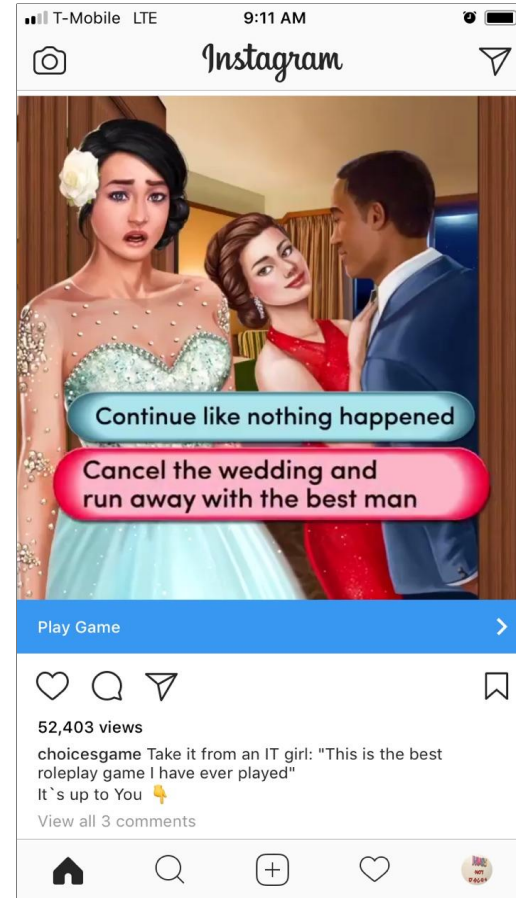 T-Mobile LTE 9:11 AM
Instagram
Continue like nothing happened
Cancel the wedding and
run away with the best man
Play Game
52,403 views
choicesgame Take it from an IT girl: "This is the best
roleplay game I have ever played"
It`s up to You 👇
View all 3 comments